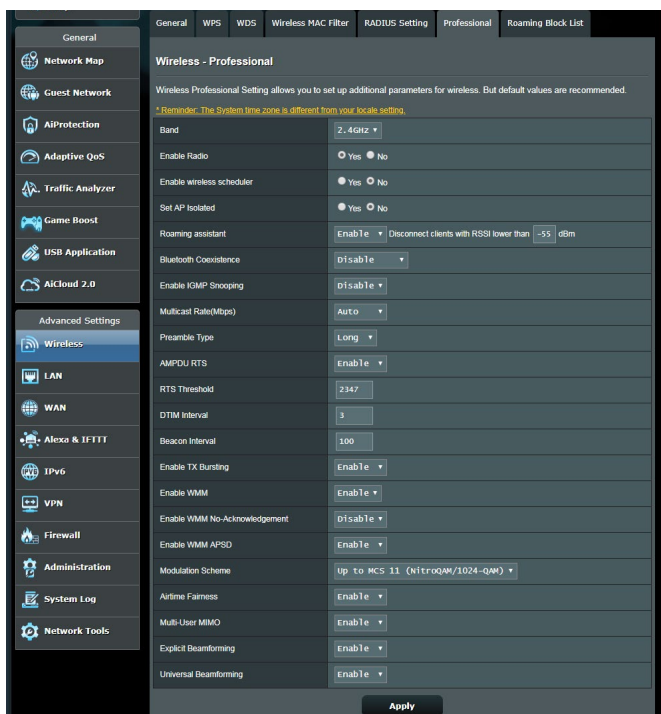 General WPS WDS Wireless MAC Filter RADIUS Setting Professional Roaming Block List
General
Network Map
Guest Network
AiProtection
Adaptive QoS
Traffic Analyzer
Game Boost
USB Application
AiCloud 2.0
Advanced Settings
Wireless
LAN
WAN
Alexa & IFTTT
IPv6
VPN
Firewall
Administration
System Log
Network Tools
Wireless - Professional
Wireless Professional Setting allows you to set up additional parameters for wireless. But default values are recommended.
* Reminder: The System time zone is different from your locale setting.
Band 2.4GHz
Enable Radio Yes No
Enable wireless scheduler Yes No
Set AP Isolated Yes No
Roaming assistant Enable Disconnect clients with RSSI lower than -55 dBm
Bluetooth Coexistence Disable
Enable IGMP Snooping Disable
Multicast Rate(Mbps) Auto
Preamble Type Long
AMPDU RTS Enable
RTS Threshold 2347
DTIM Interval 3
Beacon Interval 100
Enable TX Bursting Enable
Enable WMM Enable
Enable WMM No-Acknowledgement Disable
Enable WMM APSD Enable
Modulation Scheme Up to MCS 11 (NitroQAM/1024-QAM)
Airtime Fairness Enable
Multi-User MIMO Enable
Explicit Beamforming Enable
Universal Beamforming Enable
Apply